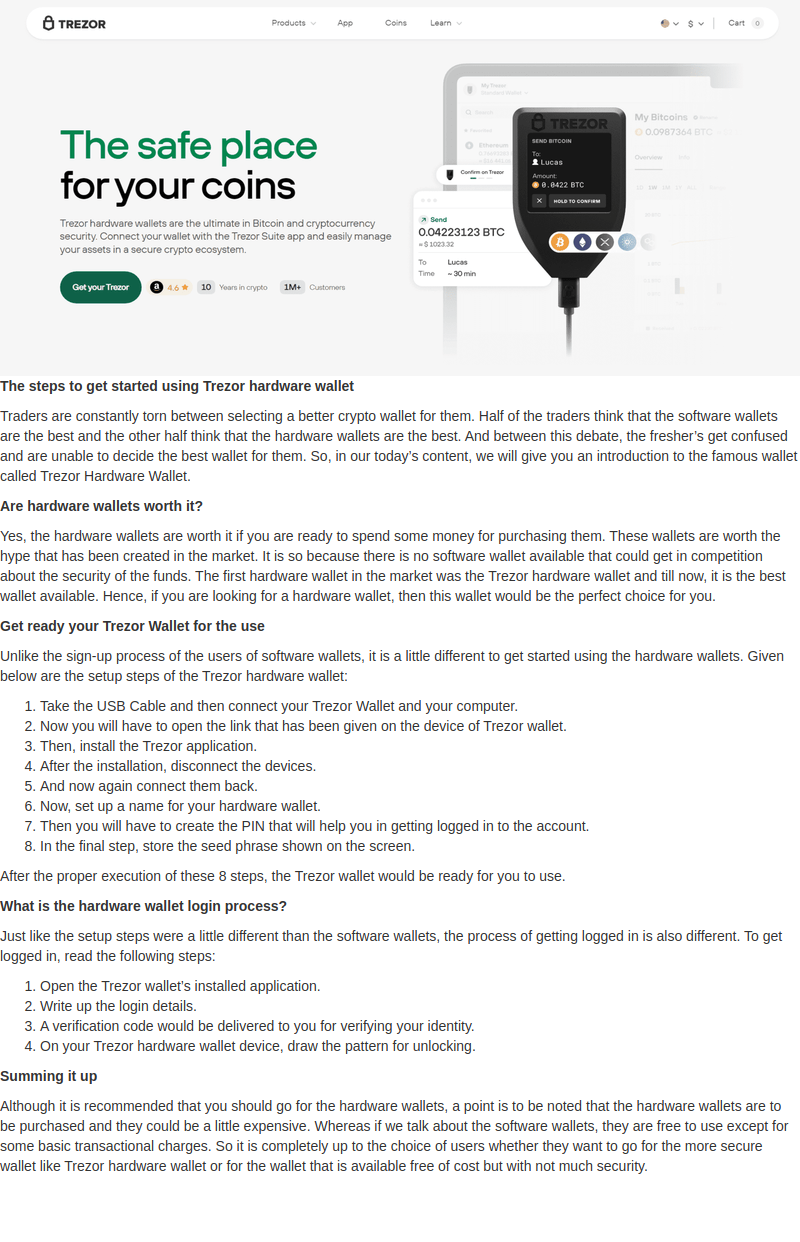 TREZOR
Products
App
Coins
Learn
$
Cart
0
The safe place
for your coins
Trezor hardware wallets are the ultimate in Bitcoin and cryptocurrency
security. Connect your wallet with the Trezor Suite app and easily manage
your assets in a secure crypto ecosystem.
Get your Trezor
a 4.6
10 Years in crypto
1M+ Customers
My Trezor
Ethereum
Confirm on Trezor
Send
0.04223123 BTC
≈ $ 1023.32
To Lucas
Time ~ 30 min
TREZOR
SEND BITCOIN
To:
Lucas
Amount:
0.0422 BTC
HOLD TO CONFIRM
My Bitcoins
0.0987364 BTC
Overview
The steps to get started using Trezor hardware wallet
Traders are constantly torn between selecting a better crypto wallet for them. Half of the traders think that the software wallets
are the best and the other half think that the hardware wallets are the best. And between this debate, the fresher’s get confused
and are unable to decide the best wallet for them. So, in our today’s content, we will give you an introduction to the famous wallet
called Trezor Hardware Wallet.
Are hardware wallets worth it?
Yes, the hardware wallets are worth it if you are ready to spend some money for purchasing them. These wallets are worth the
hype that has been created in the market. It is so because there is no software wallet available that could get in competition
about the security of the funds. The first hardware wallet in the market was the Trezor hardware wallet and till now, it is the best
wallet available. Hence, if you are looking for a hardware wallet, then this wallet would be the perfect choice for you.
Get ready your Trezor Wallet for the use
Unlike the sign-up process of the users of software wallets, it is a little different to get started using the hardware wallets. Given
below are the setup steps of the Trezor hardware wallet:
1. Take the USB Cable and then connect your Trezor Wallet and your computer.
2. Now you will have to open the link that has been given on the device of Trezor wallet.
3. Then, install the Trezor application.
4. After the installation, disconnect the devices.
5. And now again connect them back.
6. Now, set up a name for your hardware wallet.
7. Then you will have to create the PIN that will help you in getting logged in to the account.
8. In the final step, store the seed phrase shown on the screen.
After the proper execution of these 8 steps, the Trezor wallet would be ready for you to use.
What is the hardware wallet login process?
Just like the setup steps were a little different than the software wallets, the process of getting logged in is also different. To get
logged in, read the following steps:
1. Open the Trezor wallet’s installed application.
2. Write up the login details.
3. A verification code would be delivered to you for verifying your identity.
4. On your Trezor hardware wallet device, draw the pattern for unlocking.
Summing it up
Although it is recommended that you should go for the hardware wallets, a point is to be noted that the hardware wallets are to
be purchased and they could be a little expensive. Whereas if we talk about the software wallets, they are free to use except for
some basic transactional charges. So it is completely up to the choice of users whether they want to go for the more secure
wallet like Trezor hardware wallet or for the wallet that is available free of cost but with not much security.